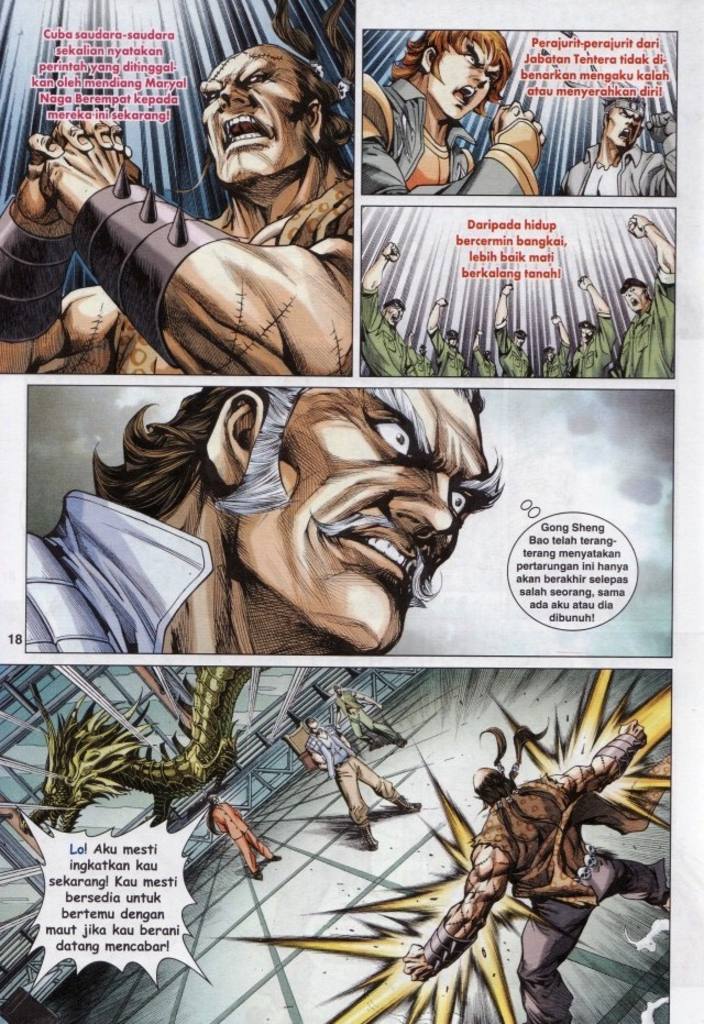 Cuba saudara-saudara
sekalian nyatakan
perintah yang ditinggal-
kan oleh mendiang Maryal
Naga Berempat kepada
mereka ini sekarang!
Perajurit-perajurit dari
Jabatan Tentera tidak di-
benarkan mengaku kalah
atau menyerahkan diri!
Daripada hidup
bercermin bangkai,
lebih baik mati
berkalang tanah!
Gong Sheng
Bao telah terang-
terang menyatakan
pertarungan ini hanya
akan berakhir selepas
salah seorang, sama
ada aku atau dia
dibunuh!
18
Lo! Aku mesti
ingkatkan kau
sekarang! Kau mesti
bersedia untuk
bertemu dengan
maut jika kau berani
datang mencabar!